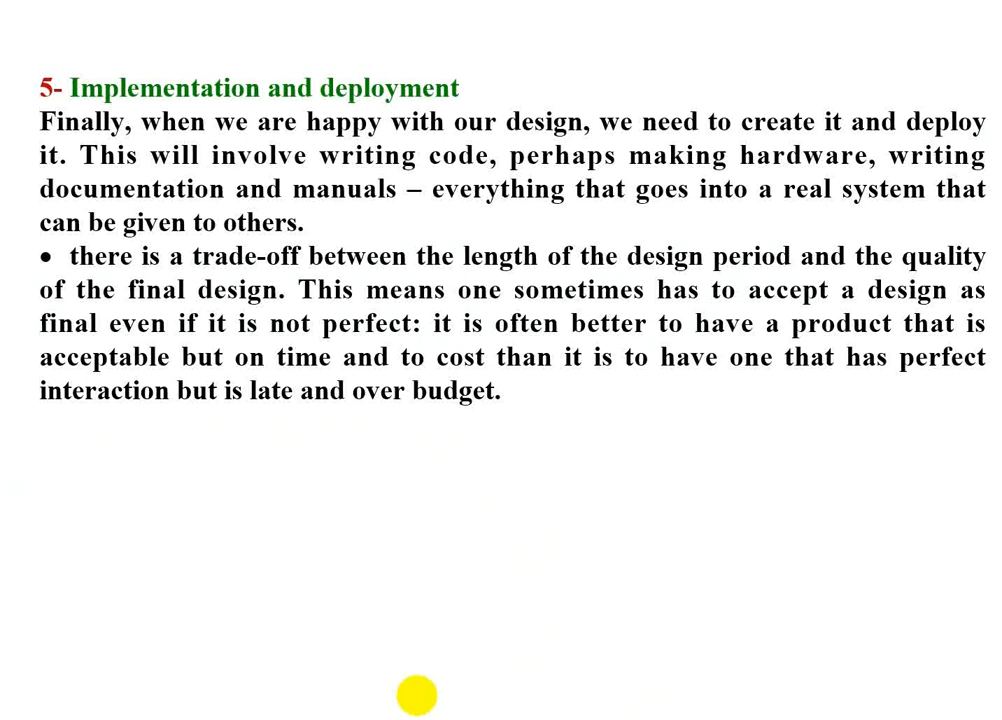 5- Implementation and deployment
Finally, when we are happy with our design, we need to create it and deploy
it. This will involve writing code, perhaps making hardware, writing
documentation and manuals – everything that goes into a real system that
can be given to others.
• there is a trade-off between the length of the design period and the quality
of the final design. This means one sometimes has to accept a design as
final even if it is not perfect: it is often better to have a product that is
acceptable but on time and to cost than it is to have one that has perfect
interaction but is late and over budget.